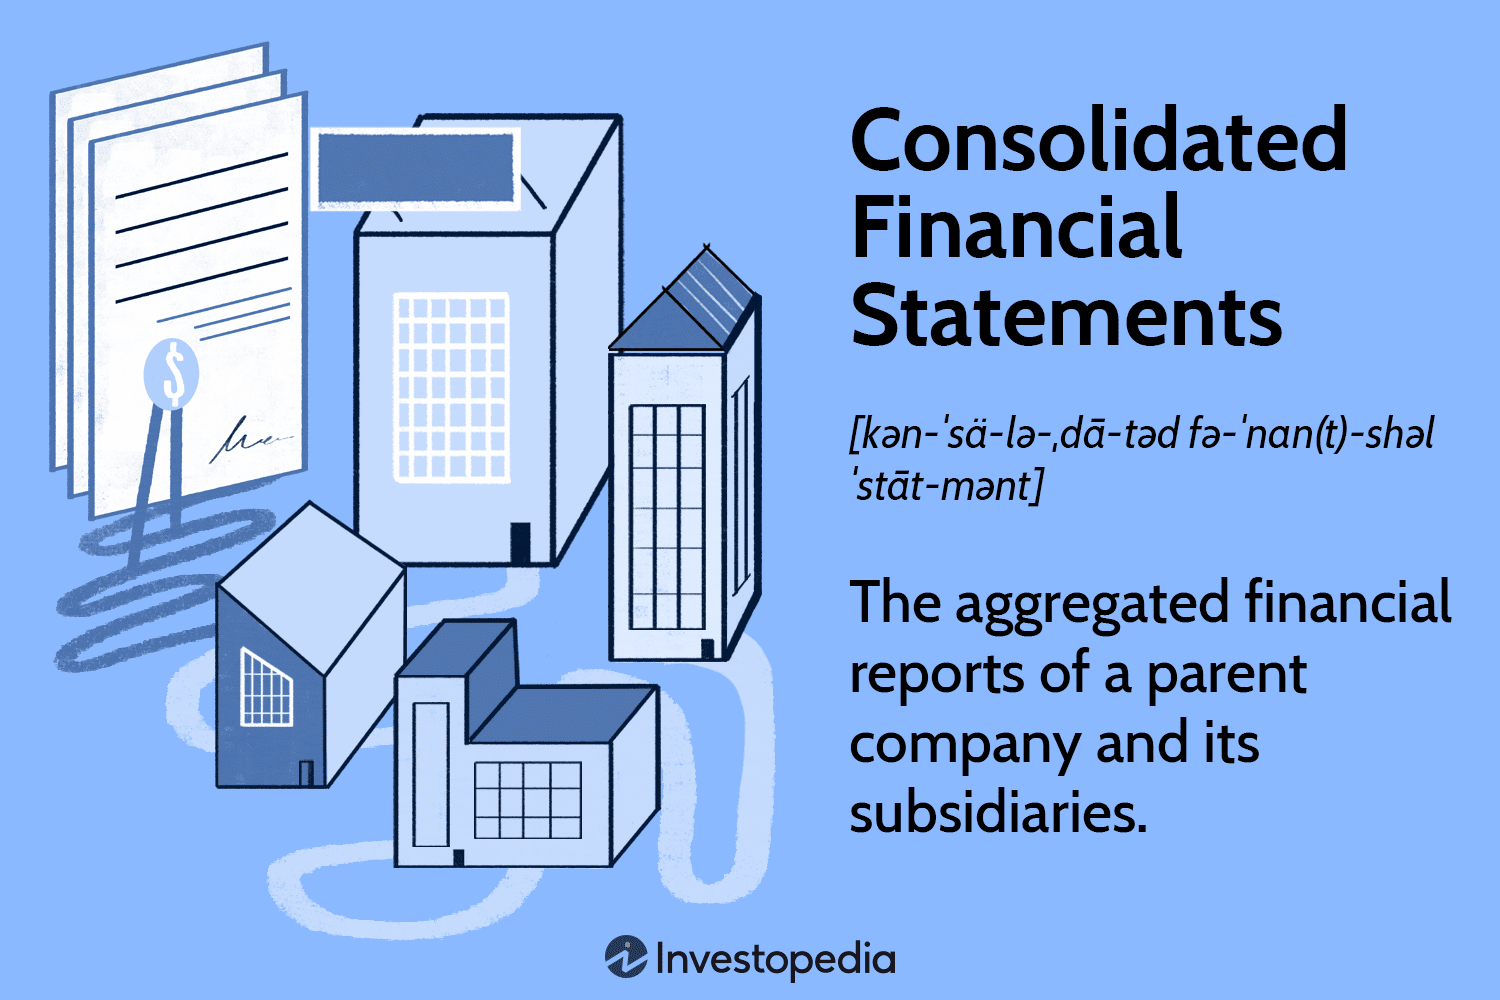 $
Consolidated
Financial
Statements
[kən-ˈsä-lə-ˌdā-təd fə-ˈnan(t)-shəl
ˈstāt-mənt]
The aggregated financial
reports of a parent
company and its
subsidiaries.
Investopedia